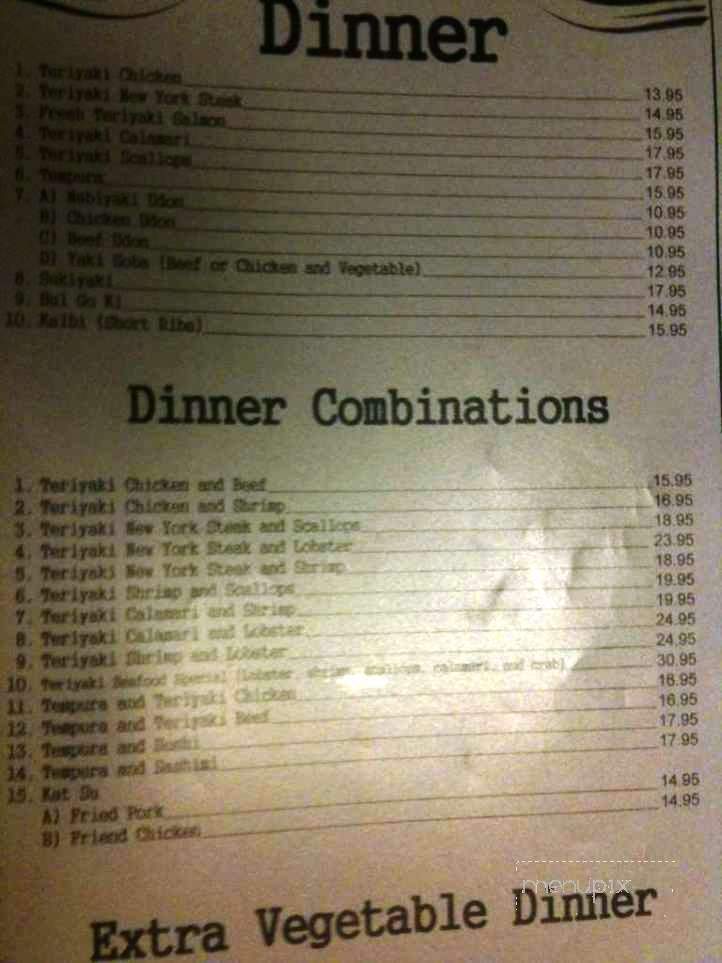 Dinner
1. Teriyaki Chicken 13.95
2. Teriyaki New York Steak 14.95
3. Fresh Teriyaki Salmon 15.95
4. Teriyaki Calamari 17.95
5. Teriyaki Scallops 17.95
6. Tempura 15.95
7. A) Nabiyaki Udon 10.95
B) Chicken Udon 10.95
C) Beef Udon 10.95
D) Yaki Soba (Beef or Chicken and Vegetable) 12.95
8. Sukiyaki 17.95
9. Bul Go Ki 14.95
10. Kalbi (Short Ribs) 15.95
Dinner Combinations
1. Teriyaki Chicken and Beef 15.95
2. Teriyaki Chicken and Shrimp 16.95
3. Teriyaki New York Steak and Scallops 18.95
4. Teriyaki New York Steak and Lobster 23.95
5. Teriyaki New York Steak and Shrimp 18.95
6. Teriyaki Shrimp and Scallops 19.95
7. Teriyaki Calamari and Shrimp 19.95
8. Teriyaki Calamari and Lobster 24.95
9. Teriyaki Shrimp and Lobster 24.95
10. Teriyaki Seafood Special (Lobster, shrimp, scallops, calamari, and crab) 30.95
11. Tempura and Teriyaki Chicken 16.95
12. Tempura and Teriyaki Beef 16.95
13. Tempura and Sushi 17.95
14. Tempura and Sashimi 17.95
15. Kat Su
A) Fried Pork 14.95
B) Friend Chicken 14.95
menupix
Extra Vegetable Dinner